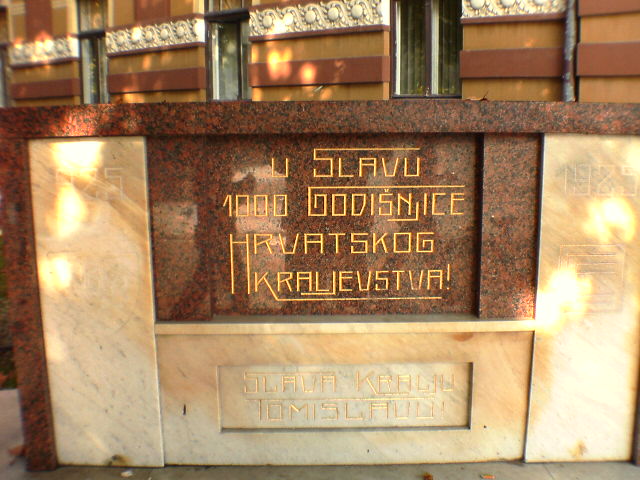 U SLAVU
1000 GODIŠNJICE
HRVATSKOG
KRALJEVSTVA!
SLAVA KRALJU
TOMISLAVU!